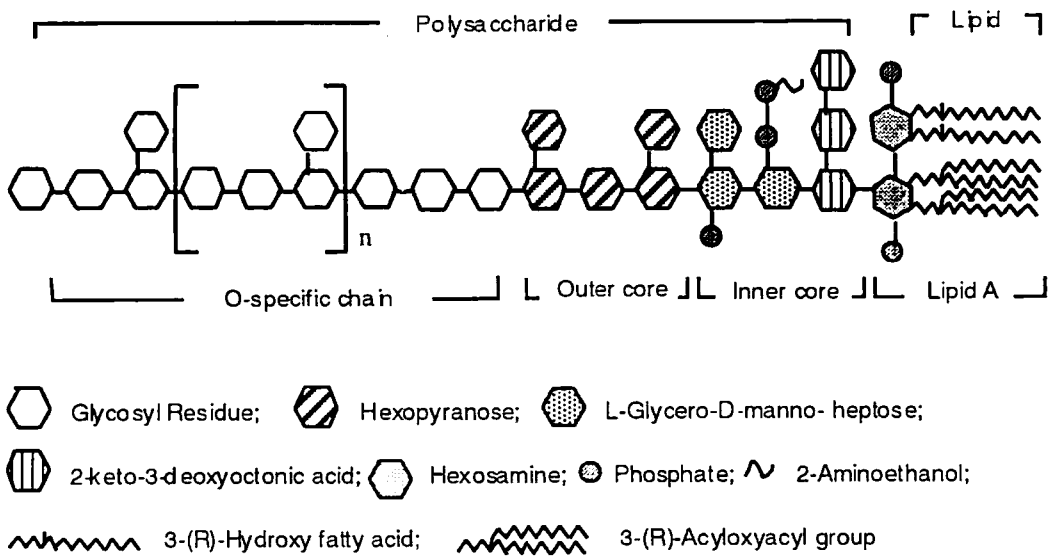 Polysaccharide
Lipid
n
O-specific chain
Outer core
Inner core
Lipid A
Glycosyl Residue;
Hexopyranose;
L-Glycero-D-manno- heptose;
2-keto-3-deoxyoctonic acid;
Hexosamine;
Phosphate;
2-Aminoethanol;
3-(R)-Hydroxy fatty acid;
3-(R)-Acyloxyacyl group